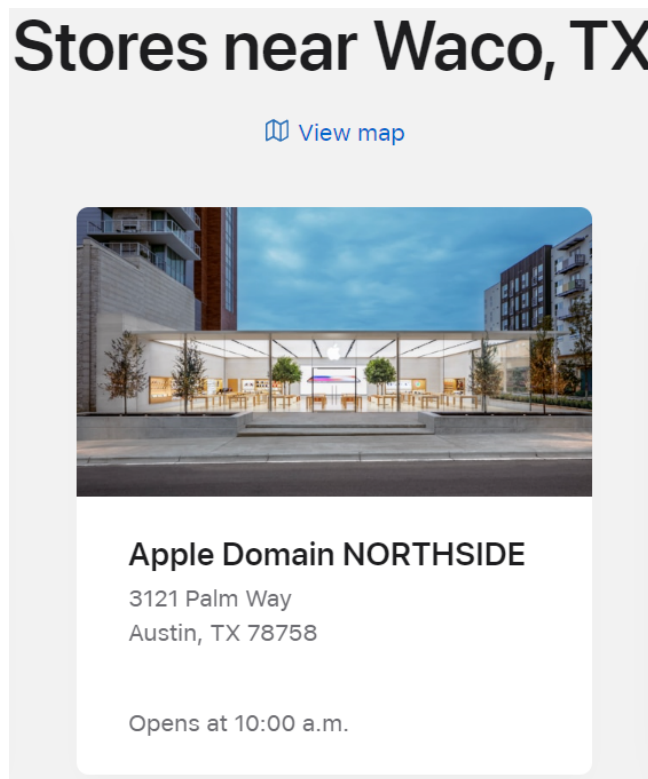 Stores near Waco, TX
View map
Apple Domain NORTHSIDE
3121 Palm Way
Austin, TX 78758
Opens at 10:00 a.m.